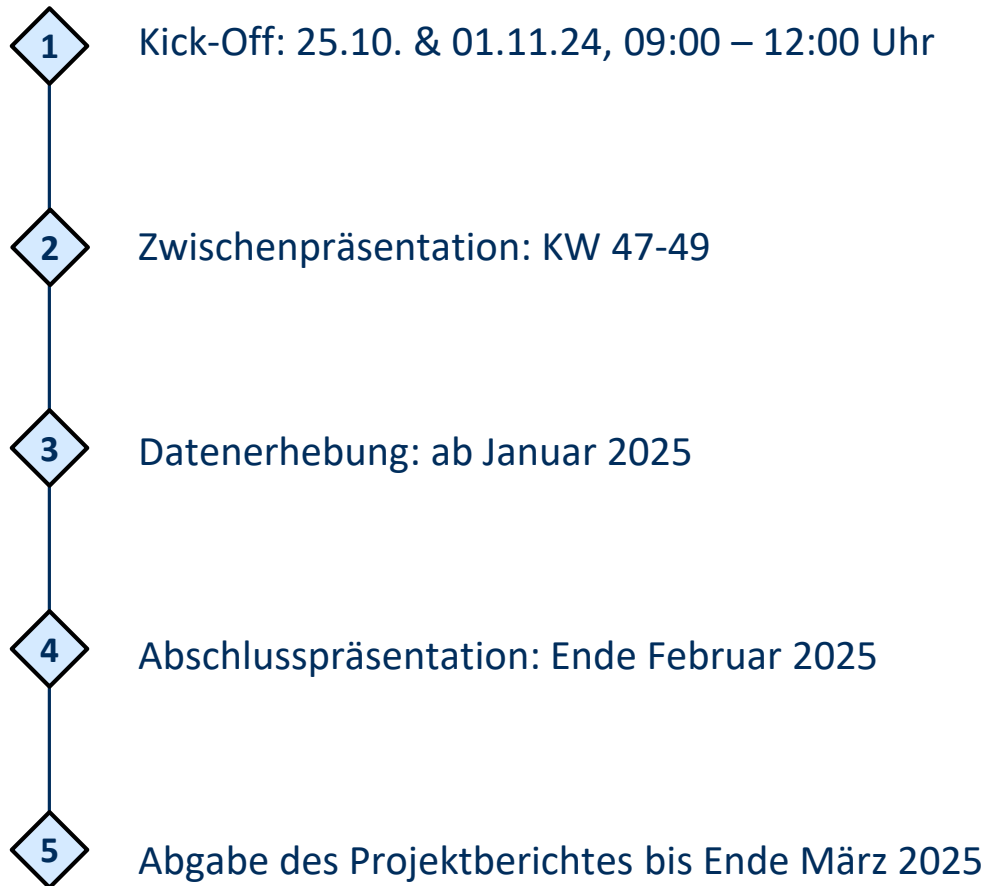 1 Kick-Off: 25.10. & 01.11.24, 09:00 – 12:00 Uhr
2 Zwischenpräsentation: KW 47-49
3 Datenerhebung: ab Januar 2025
4 Abschlusspräsentation: Ende Februar 2025
5 Abgabe des Projektberichtes bis Ende März 2025